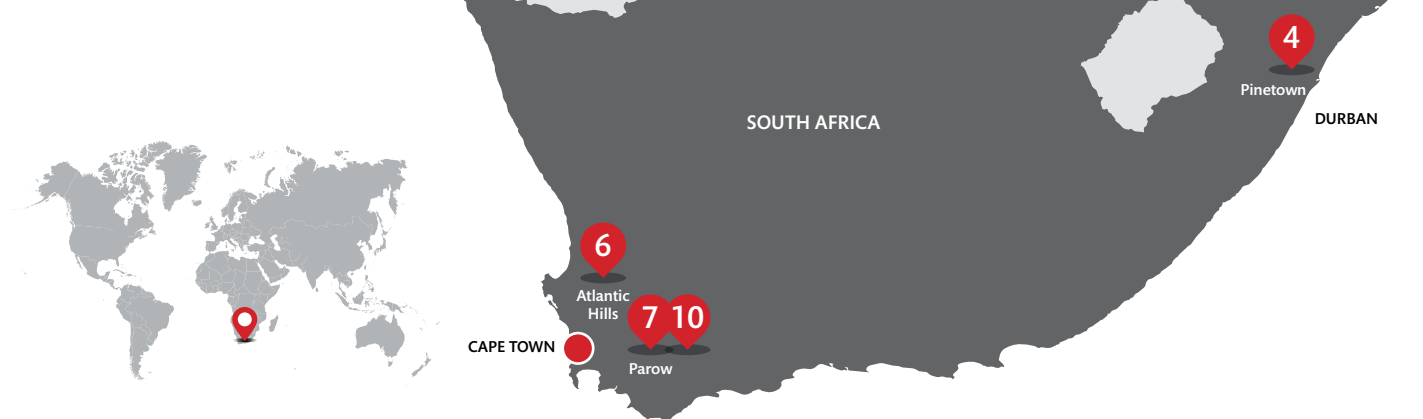 4
Pinetown
DURBAN
SOUTH AFRICA
6
Atlantic
Hills
7 10
CAPE TOWN
Parow